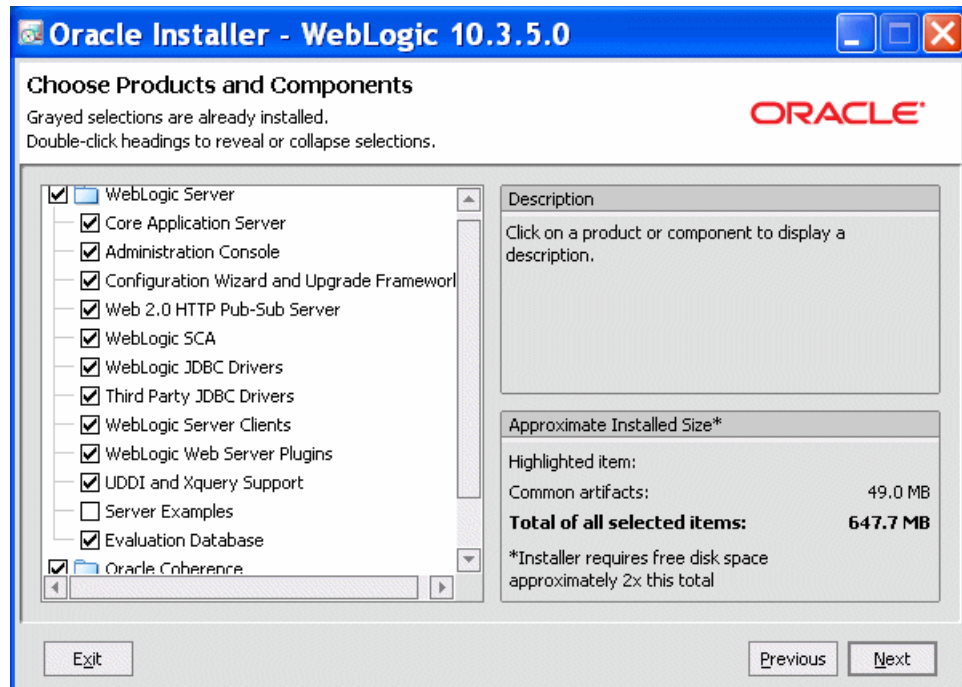 Oracle Installer - WebLogic 10.3.5.0
Choose Products and Components
Grayed selections are already installed.
Double-click headings to reveal or collapse selections.
ORACLE
WebLogic Server
Core Application Server
Administration Console
Configuration Wizard and Upgrade Framework
Web 2.0 HTTP Pub-Sub Server
WebLogic SCA
WebLogic JDBC Drivers
Third Party JDBC Drivers
WebLogic Server Clients
WebLogic Web Server Plugins
UDDI and Xquery Support
Server Examples
Evaluation Database
Oracle Coherence
Description
Click on a product or component to display a
description.
Approximate Installed Size*
Highlighted item:
Common artifacts: 49.0 MB
Total of all selected items: 647.7 MB
*Installer requires free disk space
approximately 2x this total
Exit
Previous
Next